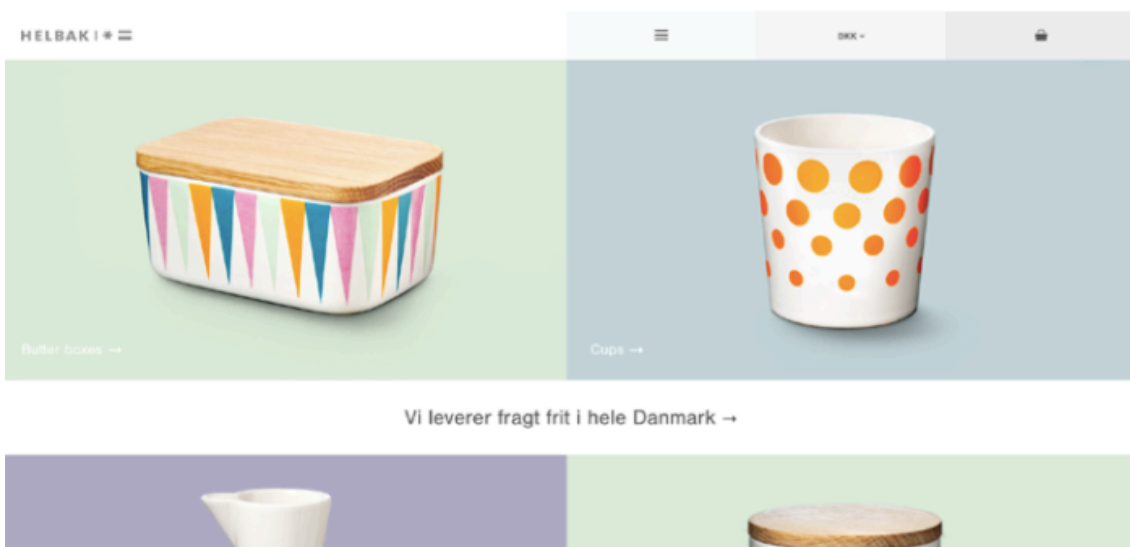 HELBAK
DKK
Butter boxes →
Cups →
Vi leverer fragt frit i hele Danmark →